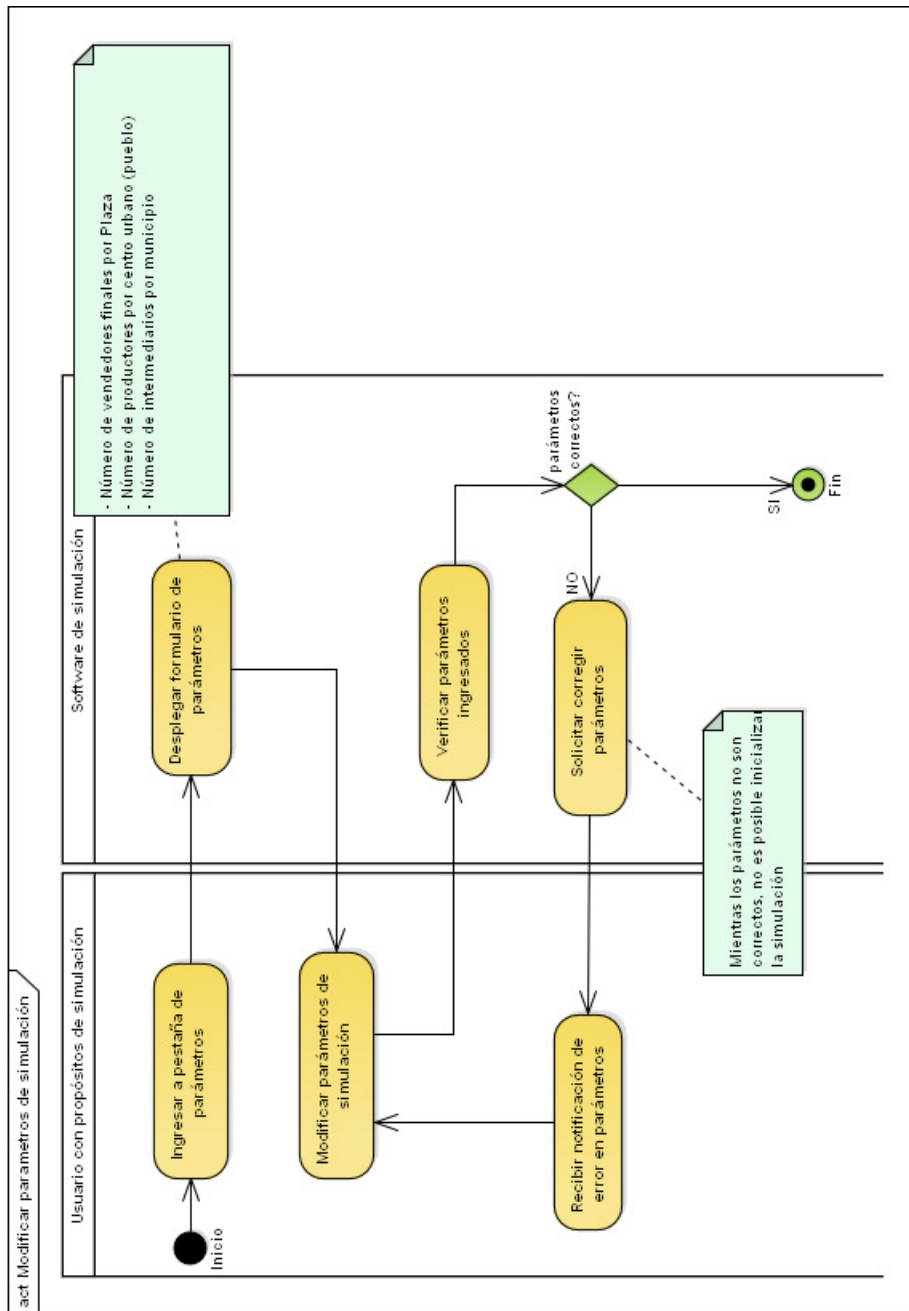 act Modificar parametros de simulación
Usuario con propósitos de simulación
Software de simulación
Inicio
Ingresar a pestaña de
parámetros
Desplegar formulario de
parámetros
- Número de vendedores finales por Plaza
- Número de productores por centro urbano (pueblo)
- Número de intermediarios por municipio
Modificar parámetros de
simulación
Verificar parámetros
ingresados
parámetros
correctos?
NO
SI
Fin
Solicitar corregir
parámetros
Recibir notificación de
error en parámetros
Mientras los parámetros no son
correctos, no es posible inicializar
la simulación